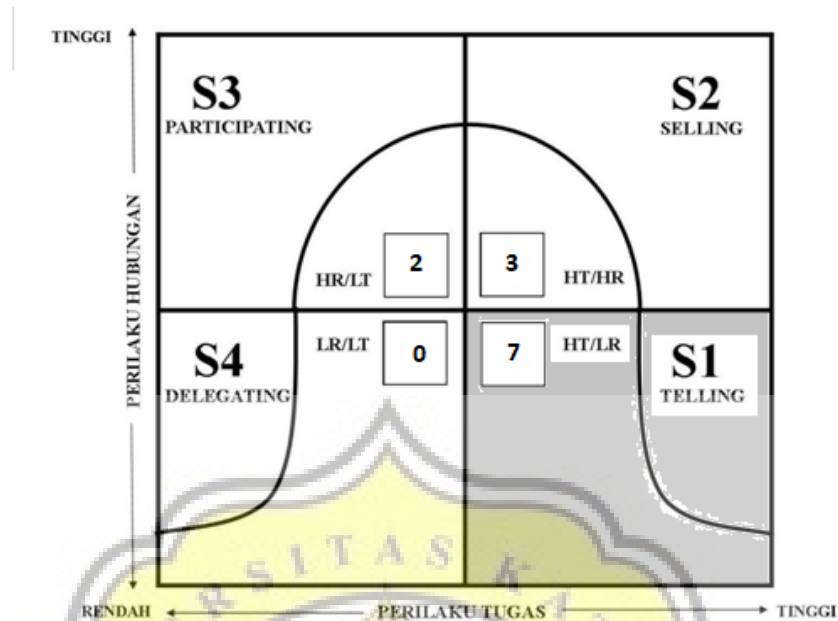 TINGGI
S3
PARTICIPATING
S2
SELLING
PERILAKU HUBUNGAN
2
3
HR/LT
HT/HR
LR/LT
0
7
HT/LR
S4
DELEGATING
S1
TELLING
RSITAS K
RENDAH
PERILAKU TUGAS
TINGGI